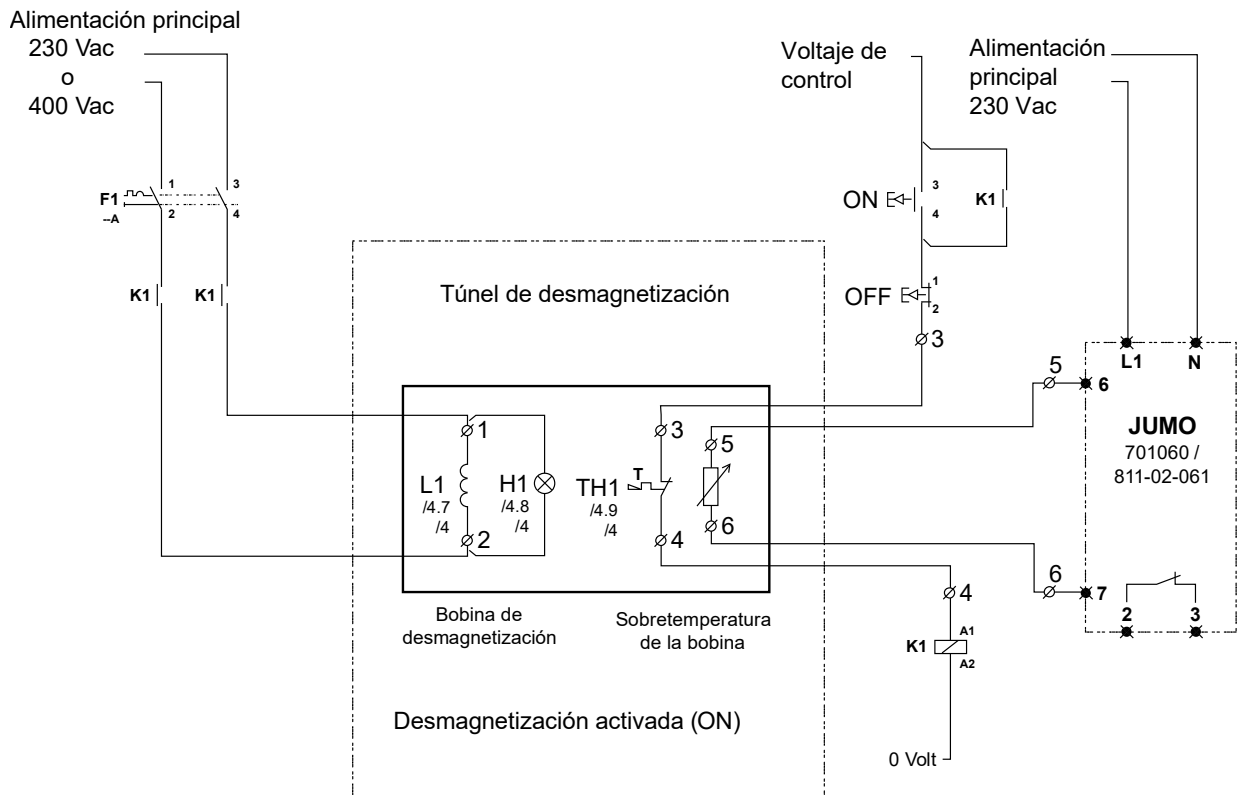 Alimentación principal
230 Vac
o
400 Vac
Voltaje de
control
Alimentación
principal
230 Vac
F1
--A
1
2
3
4
K1
K1
ON
3
4
K1
OFF
1
2
3
Túnel de desmagnetización
L1
N
5
6
JUMO
701060 /
811-02-061
1
L1
/4.7
/4
2
H1
/4.8
/4
3
T
TH1
/4.9
/4
4
5
6
6
7
2
3
4
K1
A1
A2
Bobina de
desmagnetización
Sobretemperatura
de la bobina
Desmagnetización activada (ON)
0 Volt